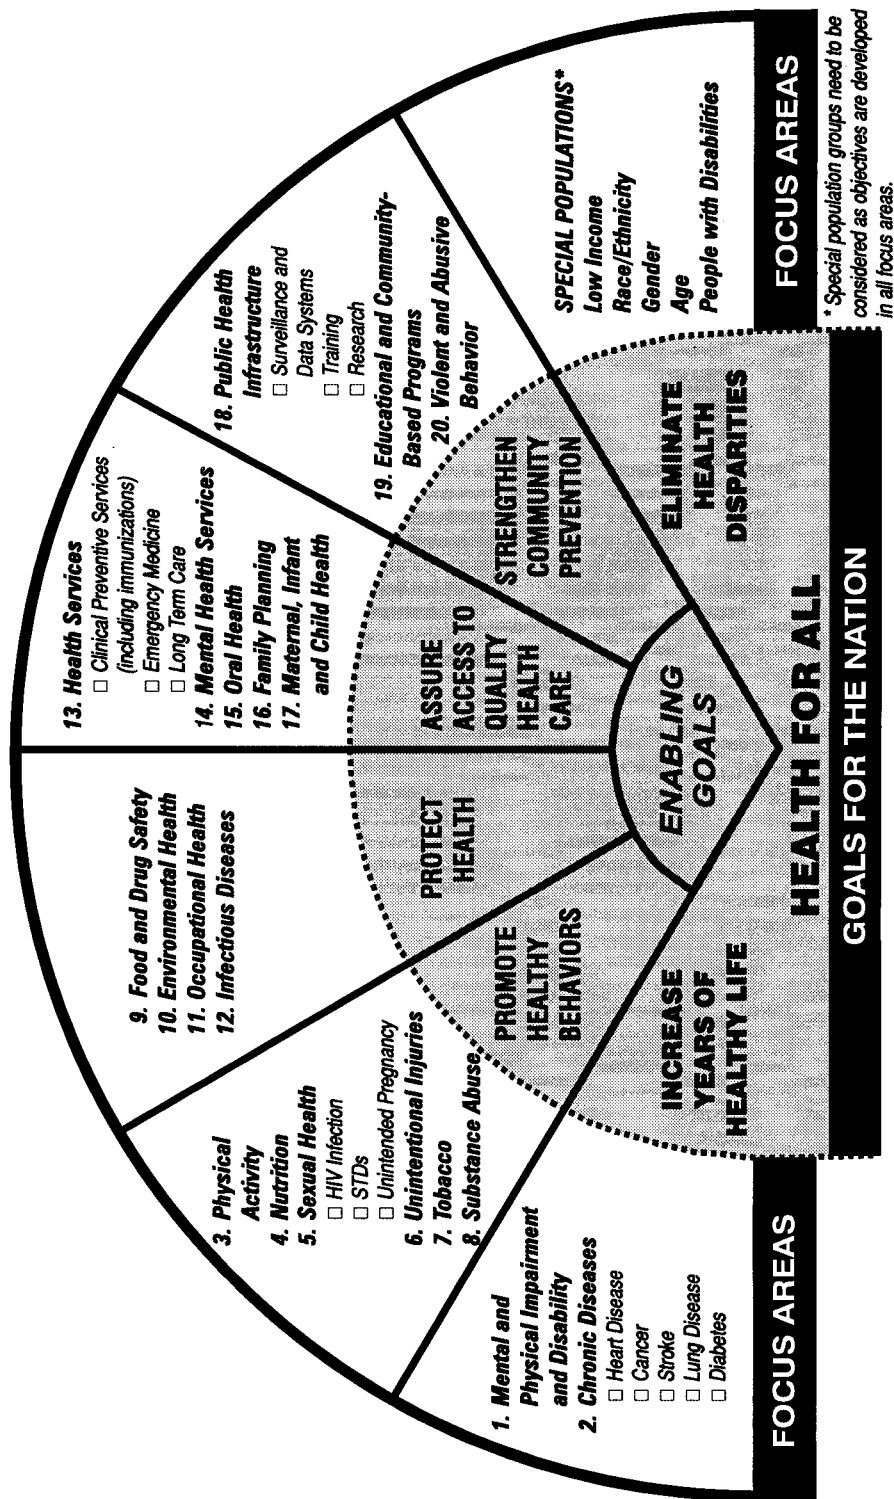 1. Mental and
Physical Impairment
and Disability
2. Chronic Diseases
□ Heart Disease
□ Cancer
□ Stroke
□ Lung Disease
□ Diabetes
3. Physical
Activity
4. Nutrition
5. Sexual Health
□ HIV Infection
□ STDs
□ Unintended Pregnancy
6. Unintentional Injuries
7. Tobacco
8. Substance Abuse
9. Food and Drug Safety
10. Environmental Health
11. Occupational Health
12. Infectious Diseases
13. Health Services
□ Clinical Preventive Services
(including immunizations)
□ Emergency Medicine
□ Long Term Care
14. Mental Health Services
15. Oral Health
16. Family Planning
17. Maternal, Infant
and Child Health
18. Public Health
Infrastructure
□ Surveillance and
Data Systems
□ Training
□ Research
19. Educational and Community-
Based Programs
20. Violent and Abusive
Behavior
SPECIAL POPULATIONS*
Low Income
Race/Ethnicity
Gender
Age
People with Disabilities
INCREASE
YEARS OF
HEALTHY LIFE
PROMOTE
HEALTHY
BEHAVIORS
PROTECT
HEALTH
ASSURE
ACCESS TO
QUALITY
HEALTH
CARE
STRENGTHEN
COMMUNITY
PREVENTION
ELIMINATE
HEALTH
DISPARITIES
ENABLING
GOALS
HEALTH FOR ALL
FOCUS AREAS
GOALS FOR THE NATION
FOCUS AREAS
* Special population groups need to be
considered as objectives are developed
in all focus areas.